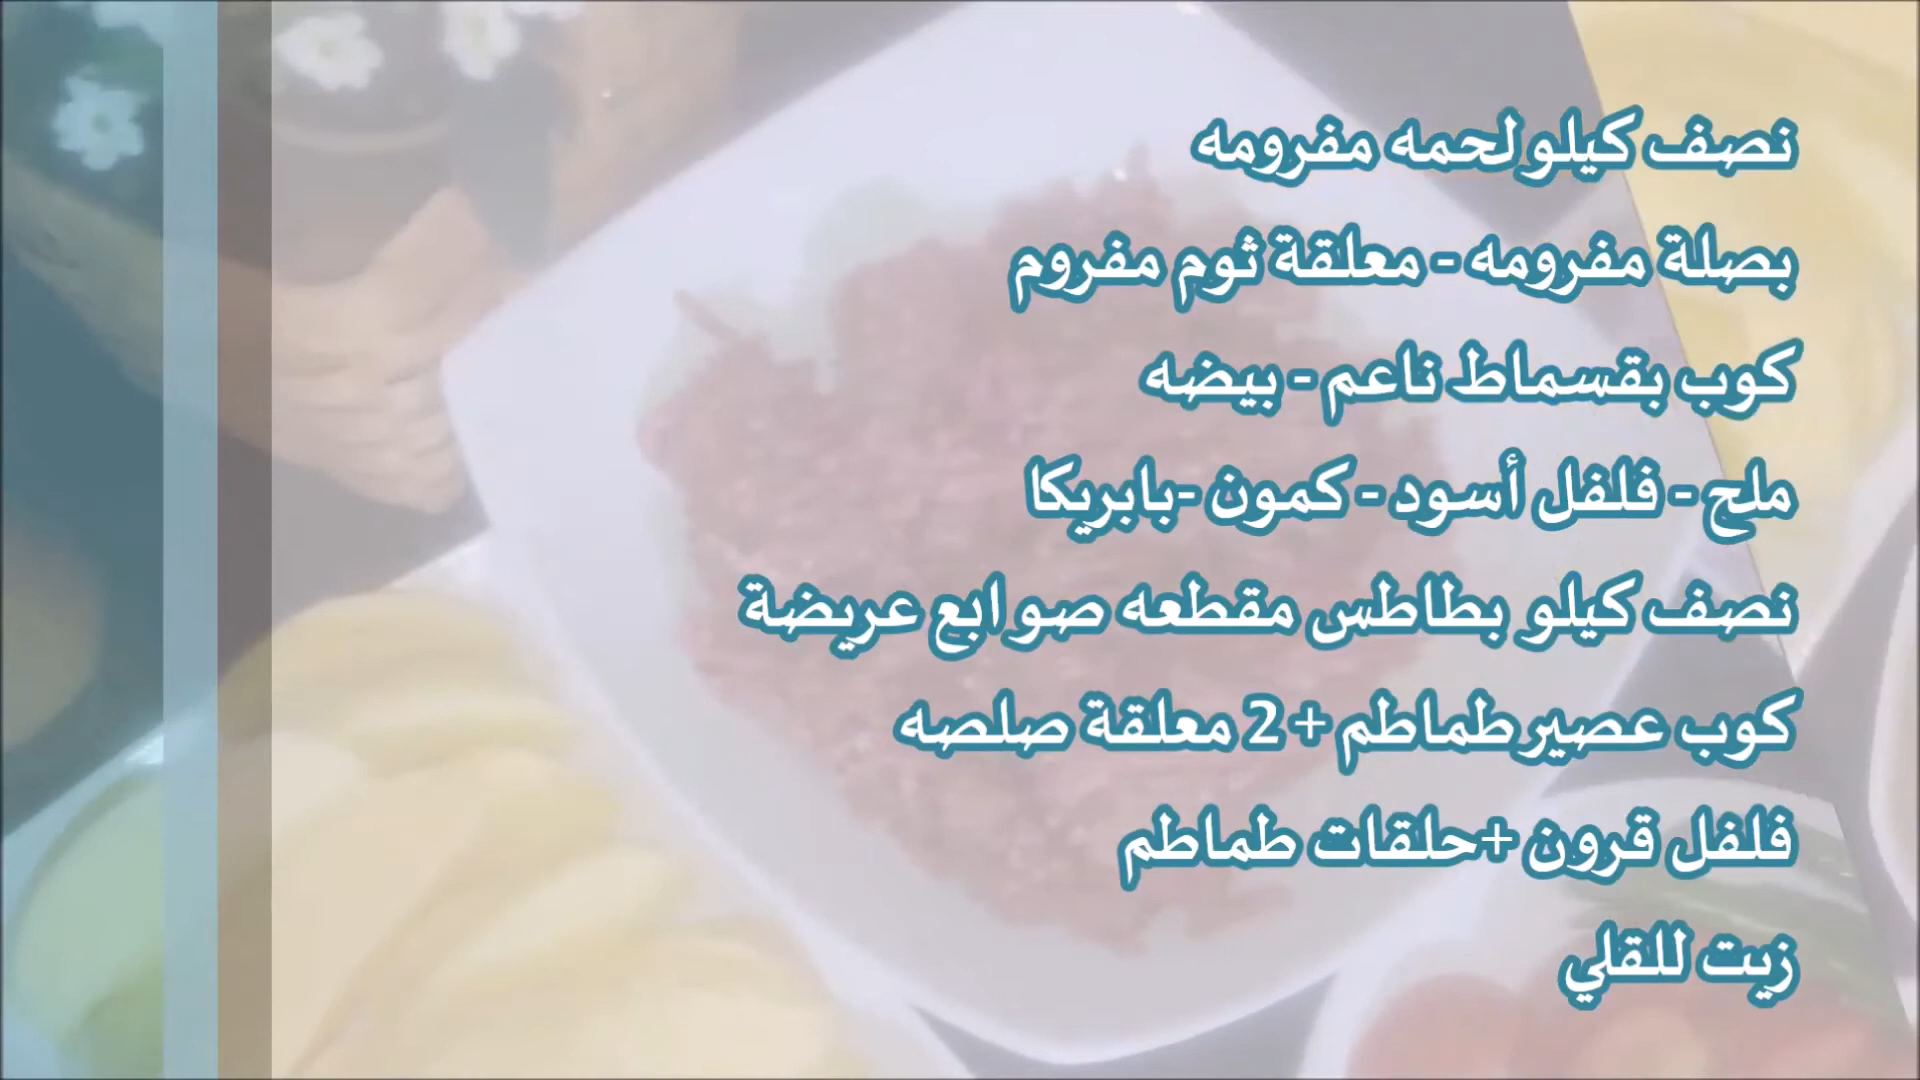 نصف كيلو لحمه مفرومه
بصلة مفرومه - معلقة ثوم مفروم
كوب بقسماط ناعم - بيضه
ملح - فلفل أسود - كمون -بابريكا
نصف كيلو بطاطس مقطعه صوابع عريضة
كوب عصير طماطم + 2 معلقة صلصه
فلفل قرون +حلقات طماطم
زيت للقلي